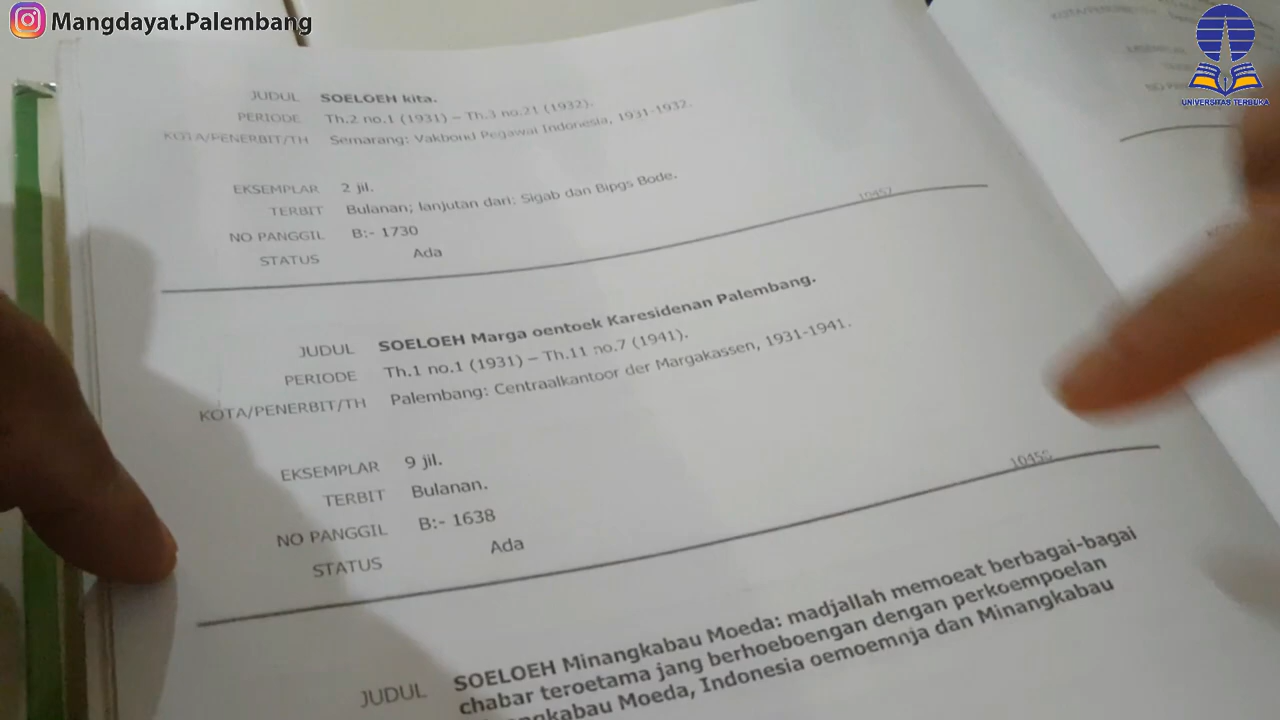 Mangdayat.Palembang
UNIVERSITAS TERBUKA
JUDUL SOELOEH kita.
PERIODE Th.2 no.1 (1931) – Th.3 no.21 (1932).
KOTA/PENERBIT/TH Semarang: Vakbond Pegawai Indonesia, 1931-1932.
EKSEMPLAR 2 jil.
TERBIT Bulanan; lanjutan dari: Sigab dan Bipgs Bode.
NO PANGGIL B:- 1730
STATUS Ada
10457
JUDUL SOELOEH Marga oentoek Karesidenan Palembang.
PERIODE Th.1 no.1 (1931) – Th.11 no.7 (1941).
KOTA/PENERBIT/TH Palembang: Centraalkantoor der Margakassen, 1931-1941.
EKSEMPLAR 9 jil.
TERBIT Bulanan.
NO PANGGIL B:- 1638
STATUS Ada
JUDUL SOELOEH Minangkabau Moeda: madjallah memoeat berbagai-bagai
chabar teroetama jang berhoeboengan dengan perkoempoelan
Moeda, Indonesia oemoemnja dan Minangkabau